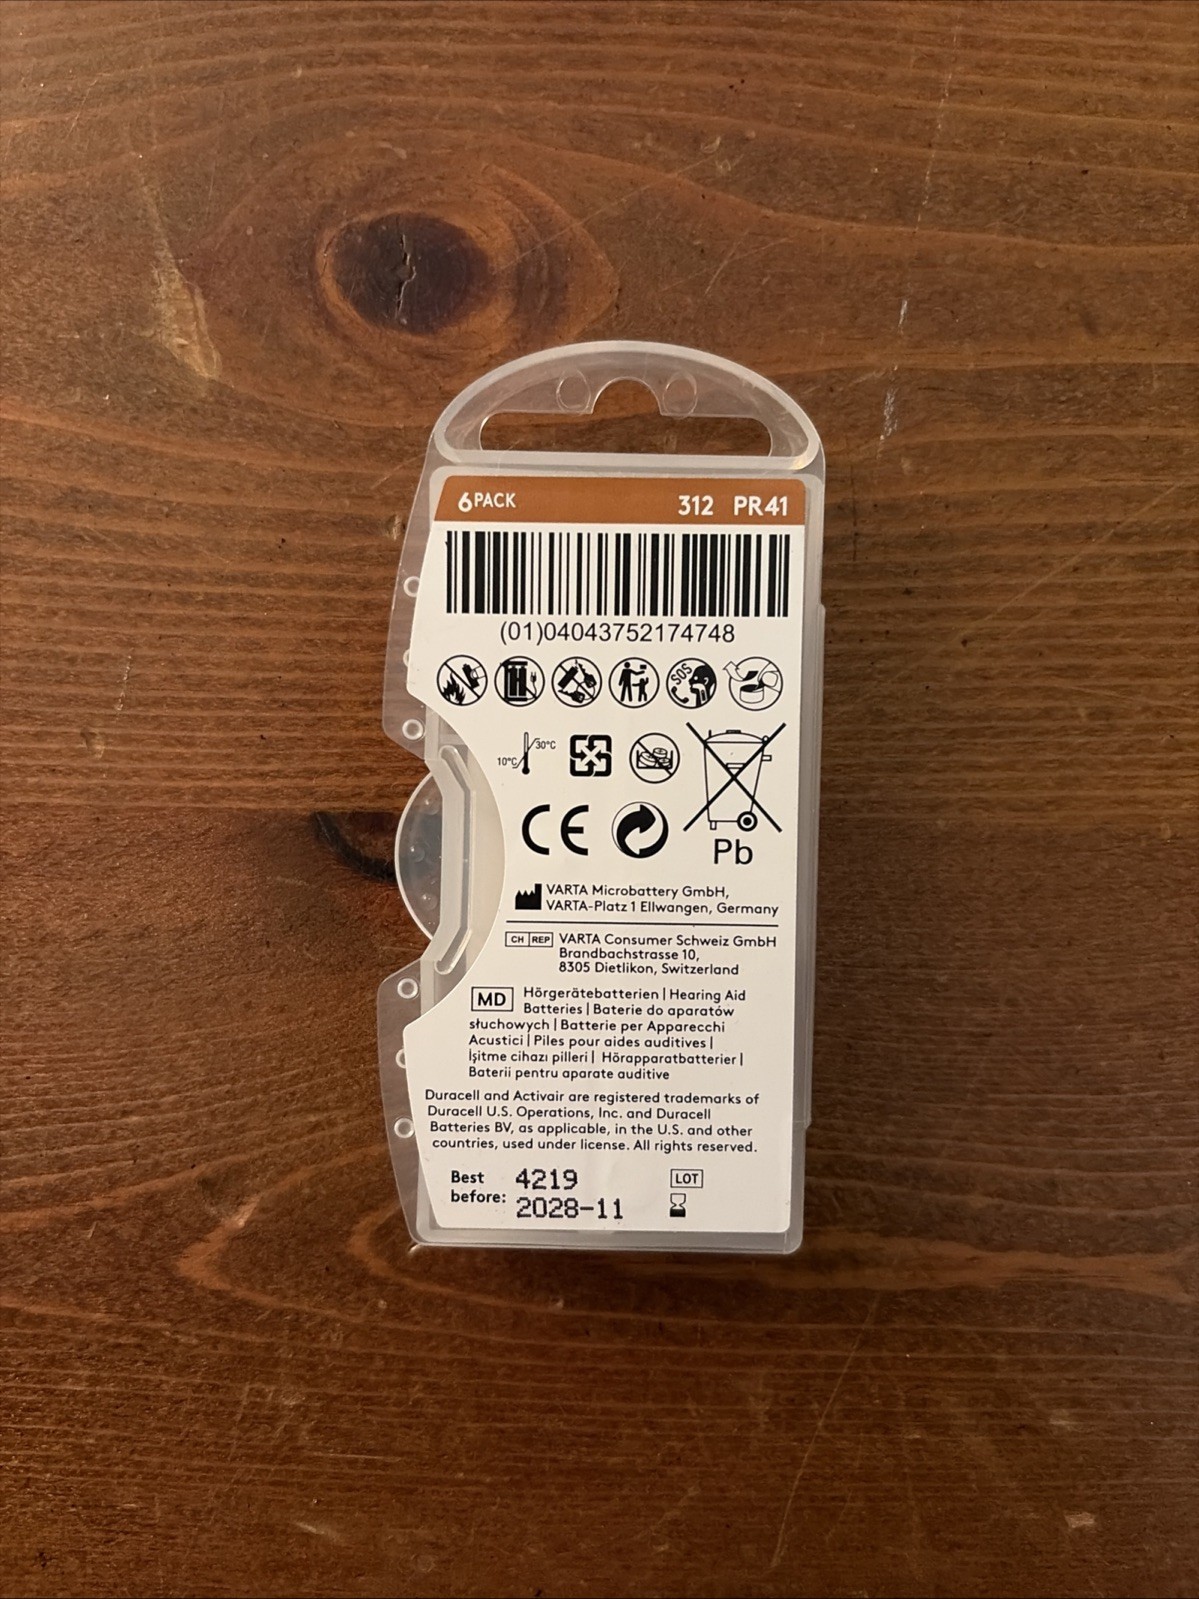 6PACK 312 PR41
(01)04043752174748
SOS
30°C
10°C
CE
Pb
VARTA Microbattery GmbH,
VARTA-Platz 1 Ellwangen, Germany
CH REP VARTA Consumer Schweiz GmbH
Brandbachstrasse 10,
8305 Dietlikon, Switzerland
MD Hörgerätebatterien | Hearing Aid
Batteries | Baterie do aparatów
słuchowych | Batterie per Apparecchi
Acustici | Piles pour aides auditives |
İşitme cihazı pilleri | Hörapparatbatterier |
Baterii pentru aparate auditive
Duracell and Activair are registered trademarks of
Duracell U.S. Operations, Inc. and Duracell
Batteries BV, as applicable, in the U.S. and other
countries, used under license. All rights reserved.
Best 4219 LOT
before: 2028-11